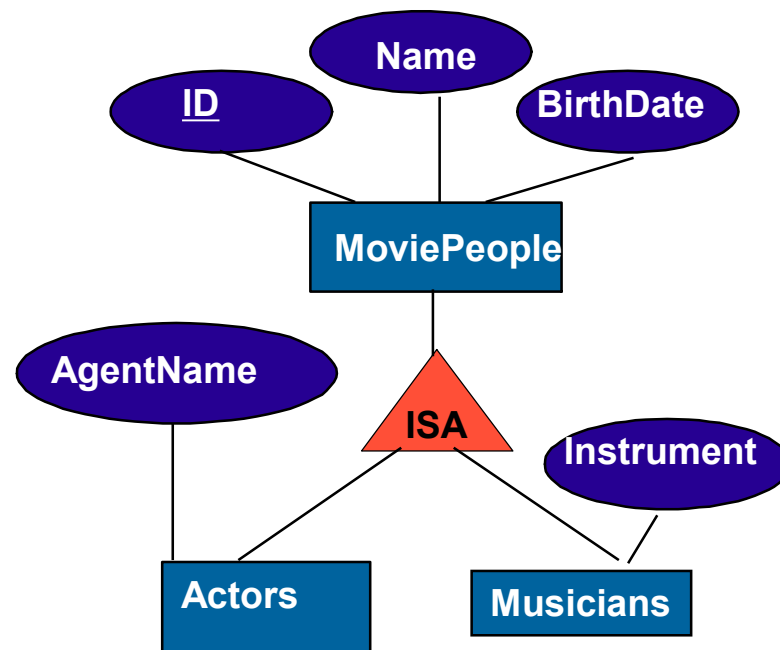 Name
ID
BirthDate
MoviePeople
AgentName
ISA
Instrument
Actors
Musicians